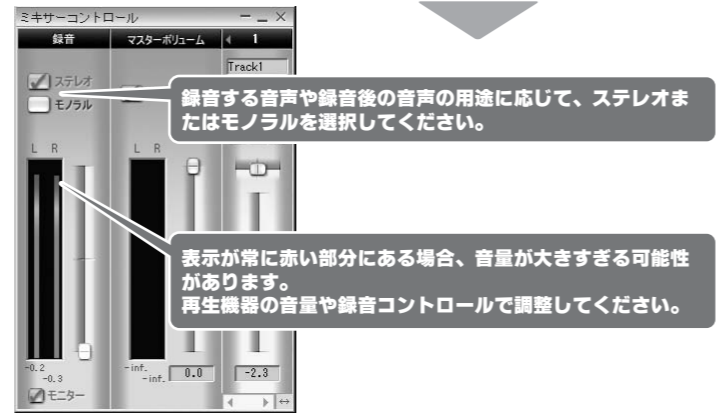 ミキサーコントロール
録音
マスターボリューム
1
Track1
ステレオ
モノラル
録音する音声や録音後の音声の用途に応じて、ステレオま
たはモノラルを選択してください。
L R
L R
表示が常に赤い部分にある場合、音量が大きすぎる可能性
があります。
再生機器の音量や録音コントロールで調整してください。
-0.2
-0.3
-inf.
-inf.
0.0
-2.3
モニター